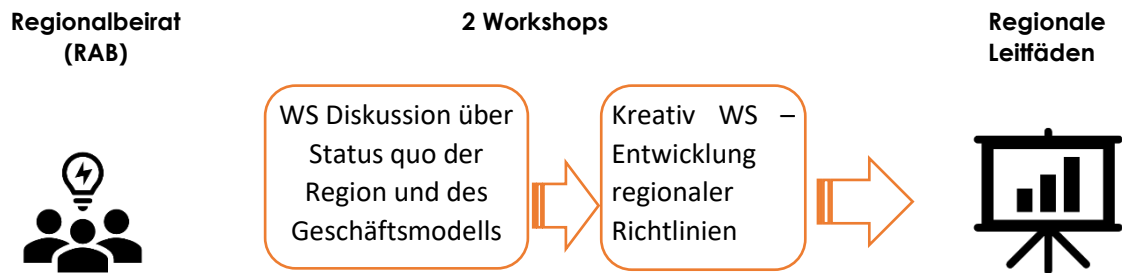 Regionalbeirat
(RAB)
2 Workshops
Regionale
Leitfäden
WS Diskussion über
Status quo der
Region und des
Geschäftsmodells
Kreativ WS –
Entwicklung
regionaler
Richtlinien